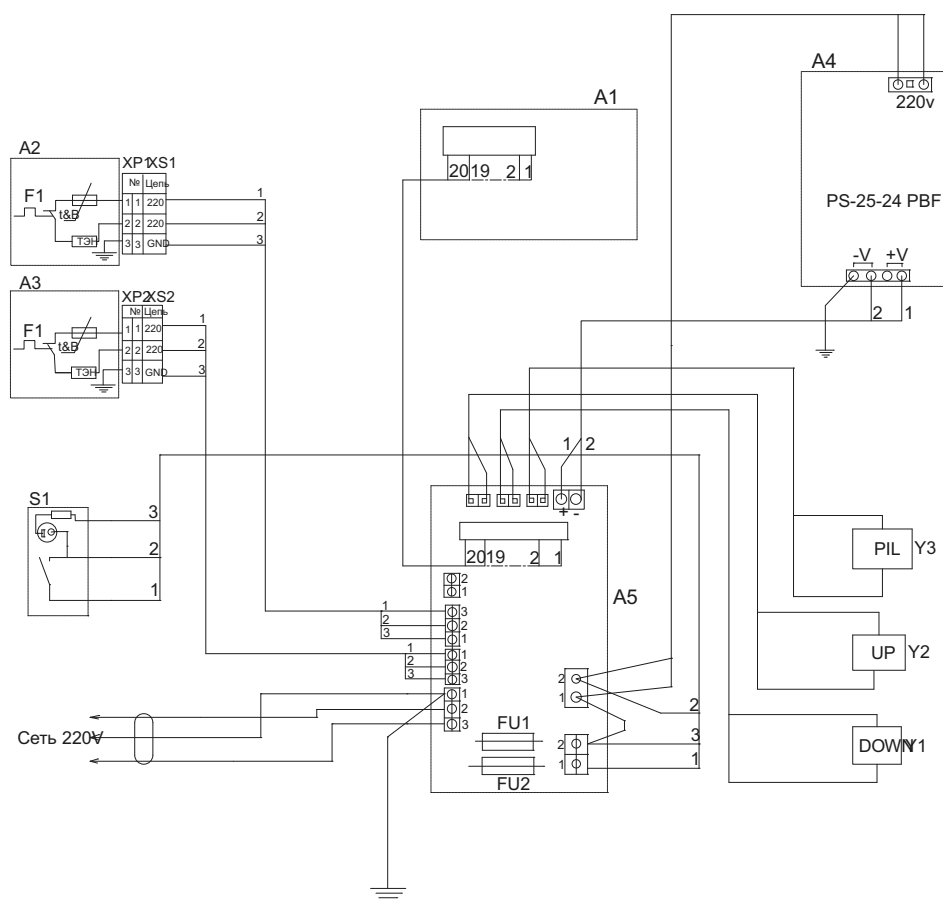 A4
220v
PS-25-24 PBF
-V +V
2 1
A1
20 19 2 1
A2
XP1 XS1
F1
t&B
ТЭН
№ Цепь
1 1 220
2 2 220
3 3 GND
1
2
3
A3
XP2 XS2
F1
t&B
ТЭН
№ Цепь
1 1 220
2 2 220
3 3 GND
1
2
3
1 2
+ -
S1
3
2
1
20 19 2 1
A5
2
1
1 3
2 2
3 1
1 1
2 2
3 3
1
2
3
2
1
2
FU1
2
1
3
1
FU2
Сеть 220V
PIL Y3
UP Y2
DOWN Y1